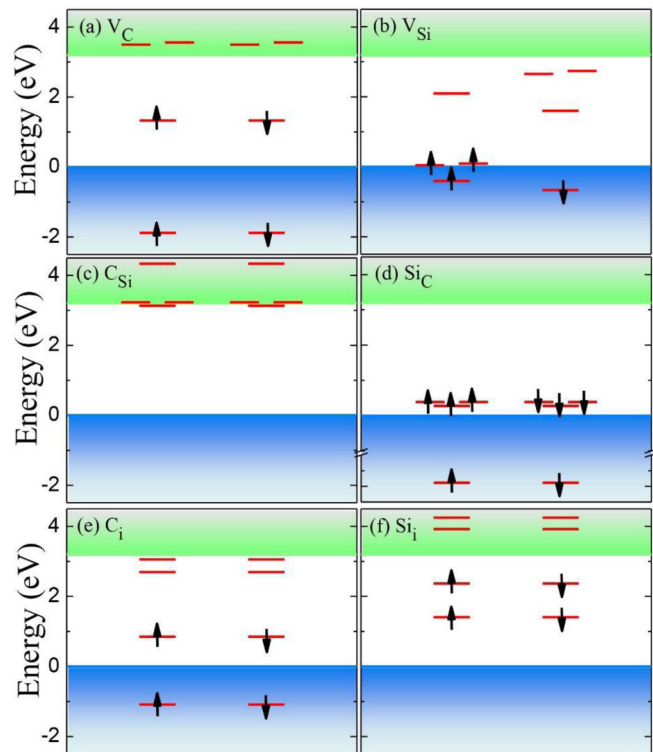 (a) V_C
(b) V_Si
4
2
0
-2
Energy (eV)
(c) C_Si
(d) Si_C
4
2
0
-2
Energy (eV)
(e) C_i
(f) Si_i
4
2
0
-2
Energy (eV)